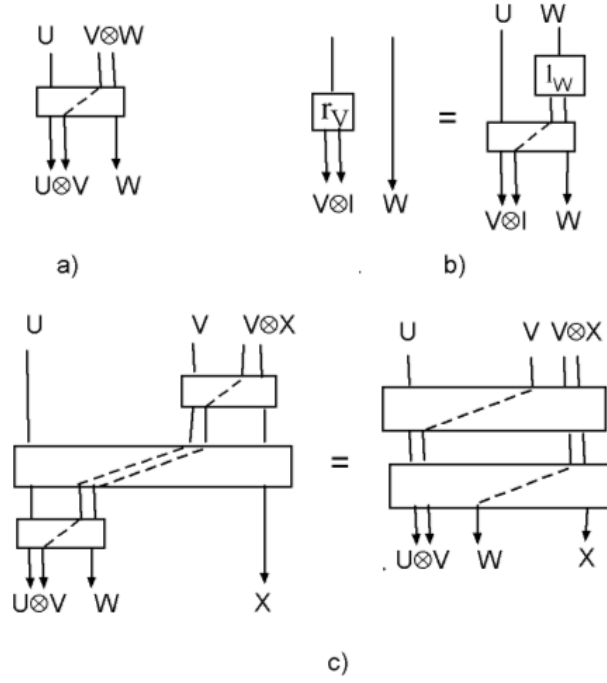 U V⊗W
U⊗V W
a)
U W
r_V
l_W
=
V⊗I W
V⊗I W
b)
U V V⊗X
U V V⊗X
=
U⊗V W X
U⊗V W X
c)